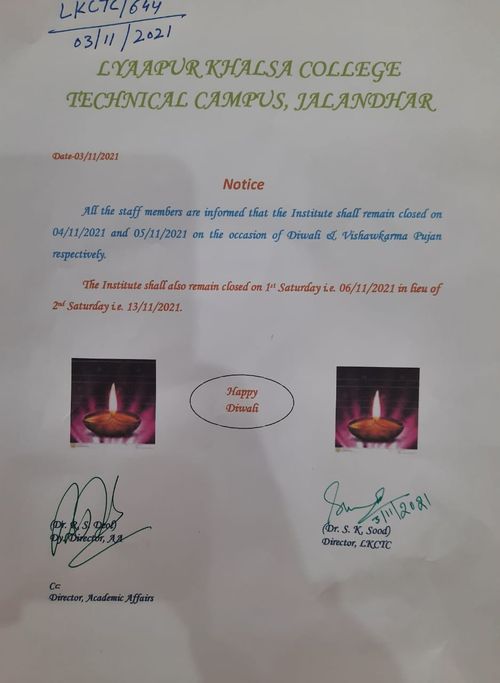 LKCTC/644
03/11/2021
LYAAPUR KHALSA COLLEGE
TECHNICAL CAMPUS, JALANDHAR
Date-03/11/2021
Notice
All the staff members are informed that the Institute shall remain closed on
04/11/2021 and 05/11/2021 on the occasion of Diwali & Vishawkarma Pujan
respectively.
The Institute shall also remain closed on 1st Saturday i.e. 06/11/2021 in lieu of
2nd Saturday i.e. 13/11/2021.
Happy
Diwali
3/11/2021
(Dr. R. S. Deol)
Dy. Director, AA
(Dr. S. K. Sood)
Director, LKCTC
Cc
Director, Academic Affairs